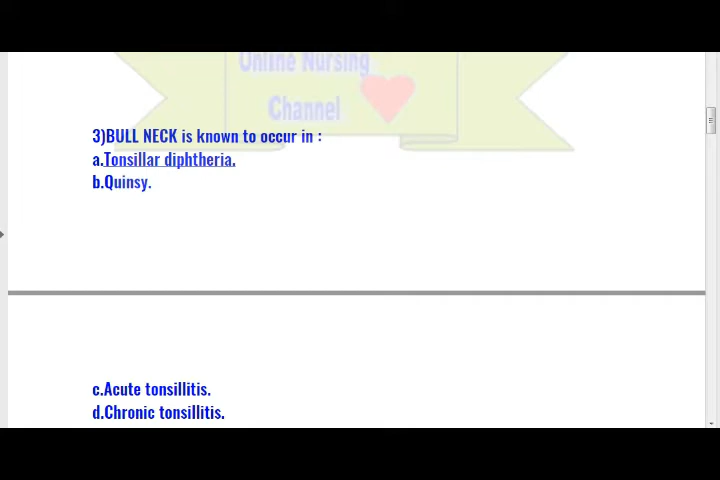 Online Nursing
Channel
3)BULL NECK is known to occur in :
a.Tonsillar diphtheria.
b.Quinsy.
c.Acute tonsillitis.
d.Chronic tonsillitis.